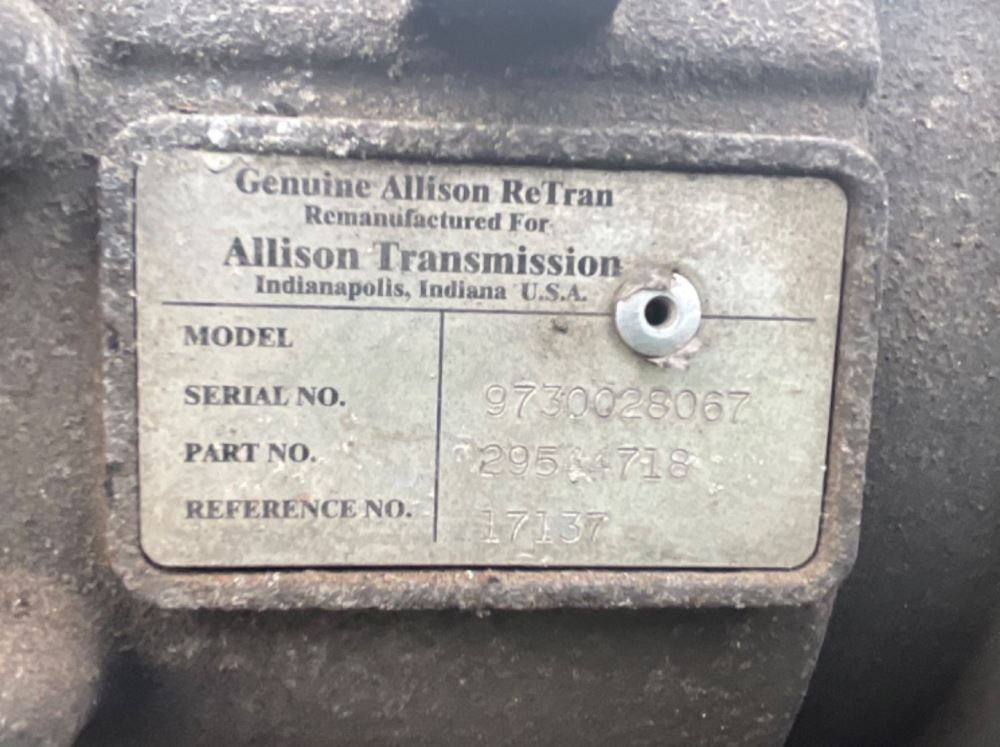 Genuine Allison ReTran
Remanufactured For
Allison Transmission
Indianapolis, Indiana U.S.A.
MODEL
SERIAL NO. 9730028067
PART NO.
REFERENCE NO. 17137